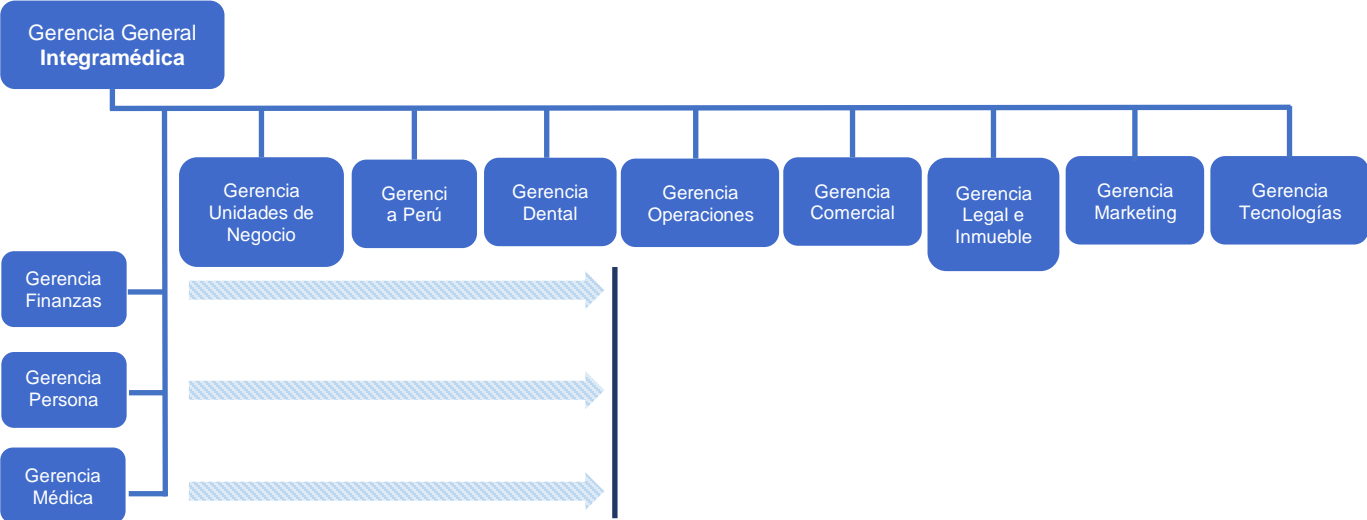 Gerencia General
Integramédica
Gerencia
Unidades de
Negocio
Gerenci
a Perú
Gerencia
Dental
Gerencia
Operaciones
Gerencia
Comercial
Gerencia
Legal e
Inmueble
Gerencia
Marketing
Gerencia
Tecnologías
Gerencia
Finanzas
Gerencia
Persona
Gerencia
Médica